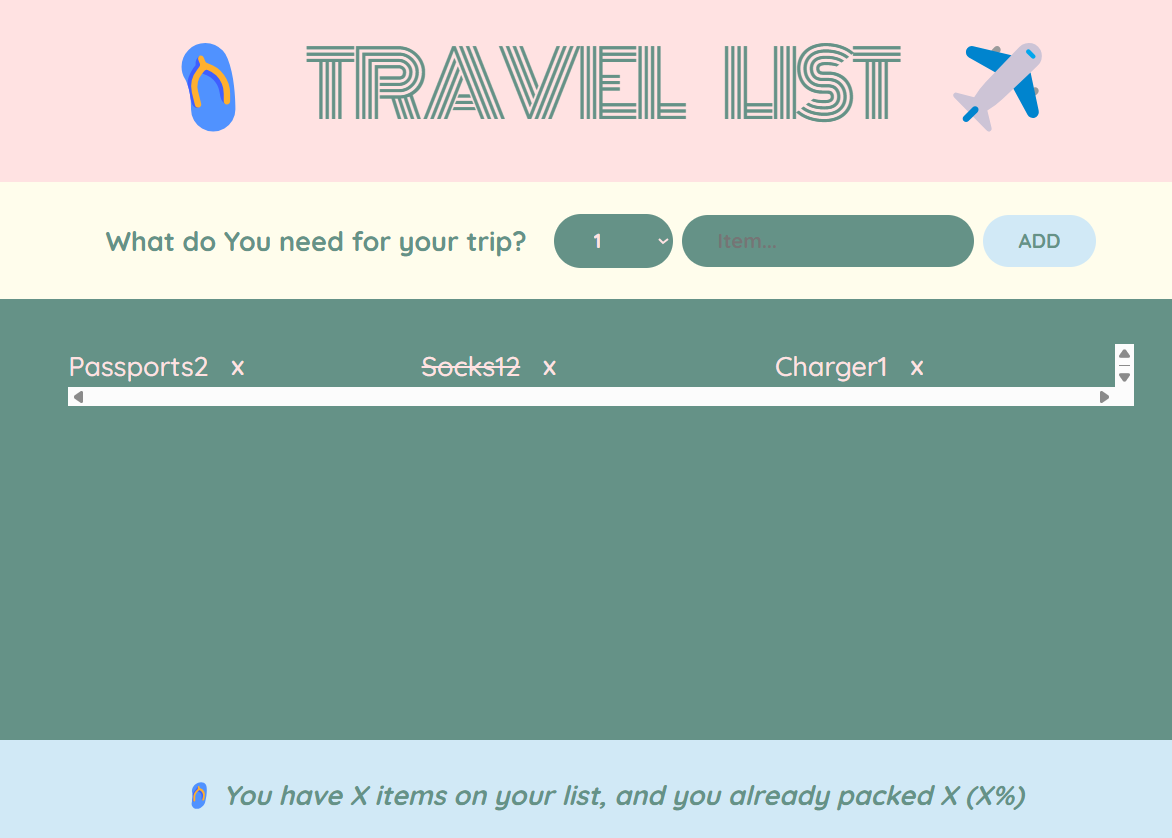 TRAVEL LIST
What do You need for your trip? 1 Item... ADD
Passports2 x Socks12 x Charger1 x
You have X items on your list, and you already packed X (X%)